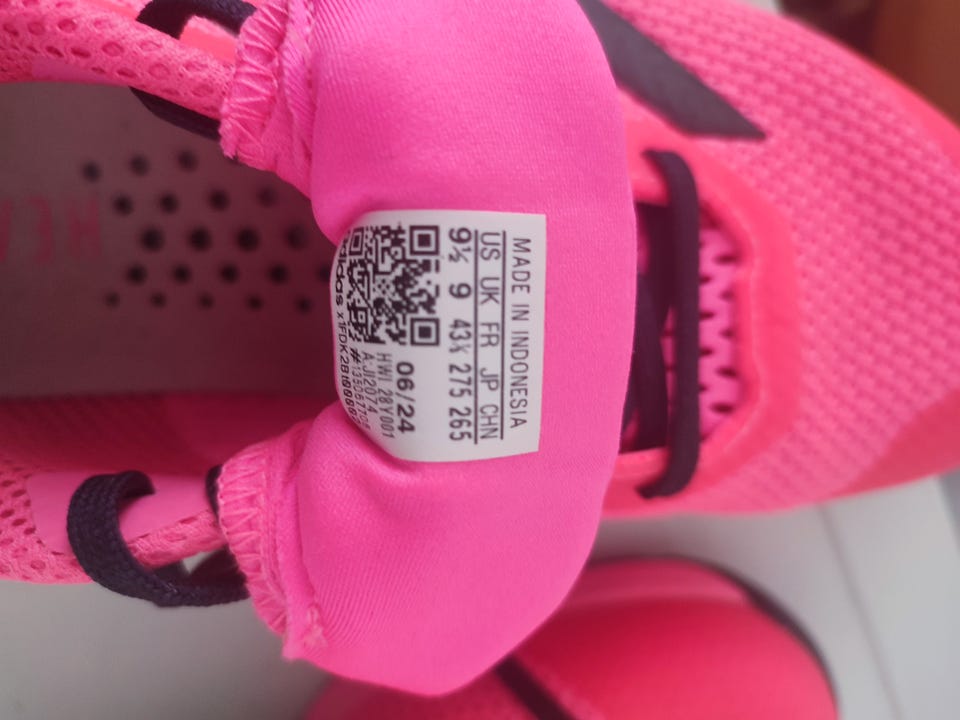 MADE IN INDONESIA
US UK FR JP CHN
9½ 9 43⅓ 275 265
06/24
HWI 28Y001
A:JI2074
adidas